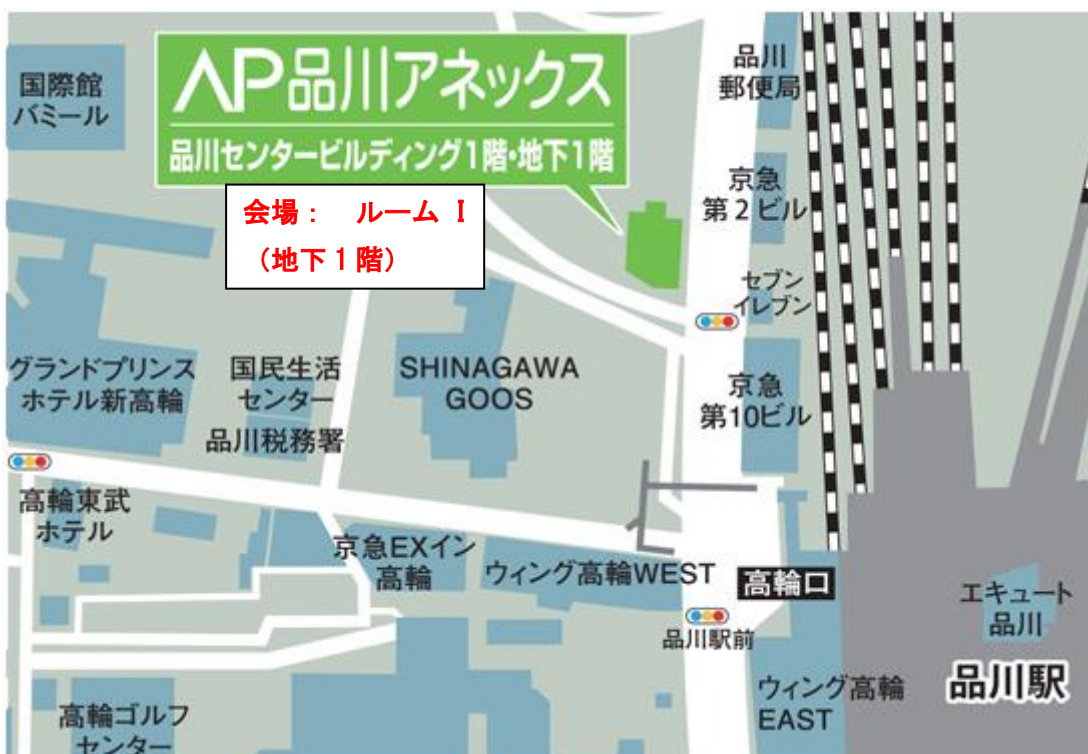 国際館
パミール
AP品川アネックス
品川センタービルディング1階・地下1階
会場： ルーム I
（地下１階）
品川
郵便局
京急
第２ビル
セブン
イレブン
グランドプリンス
ホテル新高輪
国民生活
センター
品川税務署
SHINAGAWA
GOOS
京急
第10ビル
高輪東武
ホテル
京急EXイン
高輪
ウィング高輪WEST
高輪口
品川駅前
エキュート
品川
品川駅
ウィング高輪
EAST
高輪ゴルフ
センター